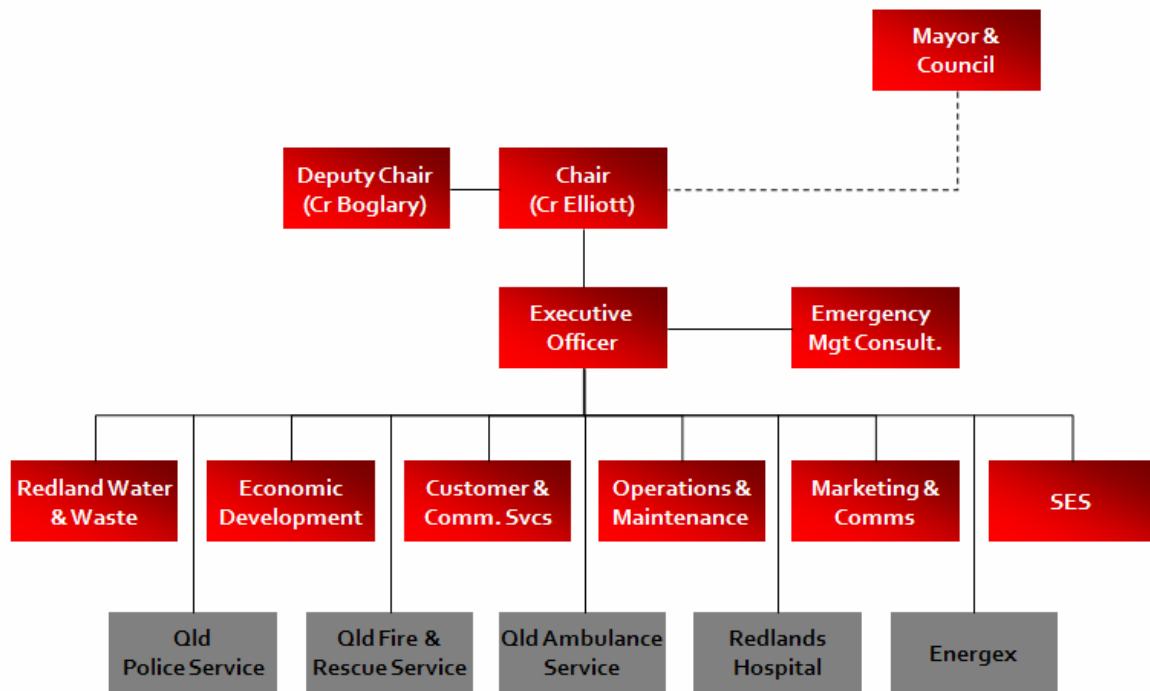 Mayor &
Council
Deputy Chair
(Cr Boglary)
Chair
(Cr Elliott)
Executive
Officer
Emergency
Mgt Consult.
Redland Water
& Waste
Economic
Development
Customer &
Comm. Svcs
Operations &
Maintenance
Marketing &
Comms
SES
Qld
Police Service
Qld Fire &
Rescue Service
Qld Ambulance
Service
Redlands
Hospital
Energex